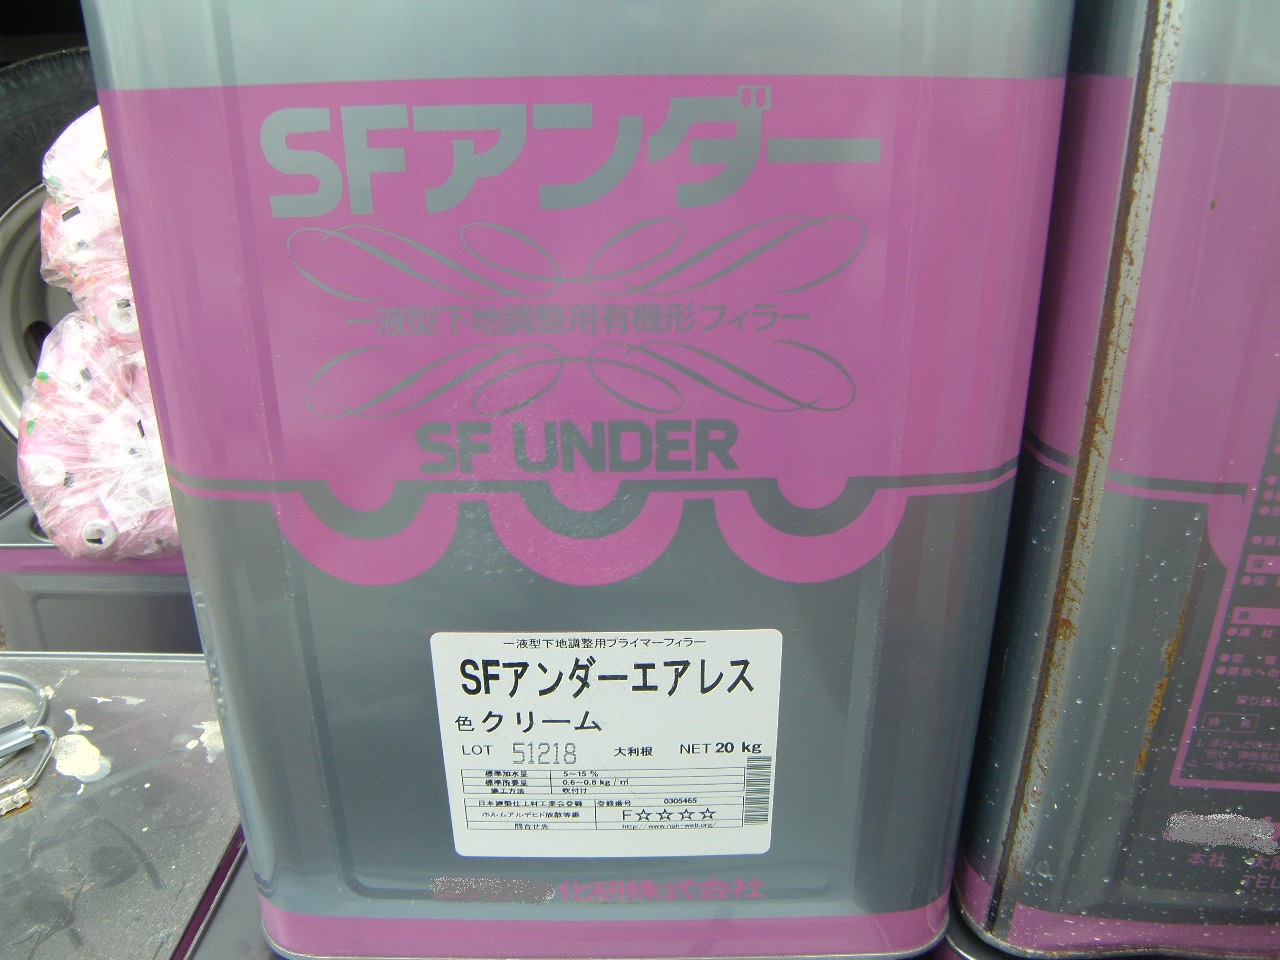 SFアンダー
一液型下地調整用有機形フィラー
SF UNDER
一液型下地調整用プライマーフィラー
SFアンダーエアレス
色 クリーム
LOT 51218 大利根 NET 20 kg
標準加水量 5～15 %
標準所要量 0.6～0.8 kg / ㎡
施工方法 吹付け
日本建築仕上材工業会登録 登録番号 0305465
ホルムアルデヒド放散等級 F☆☆☆☆
問合せ先 http://www.nsk-web.org/
化研株式会社
本社
TEL